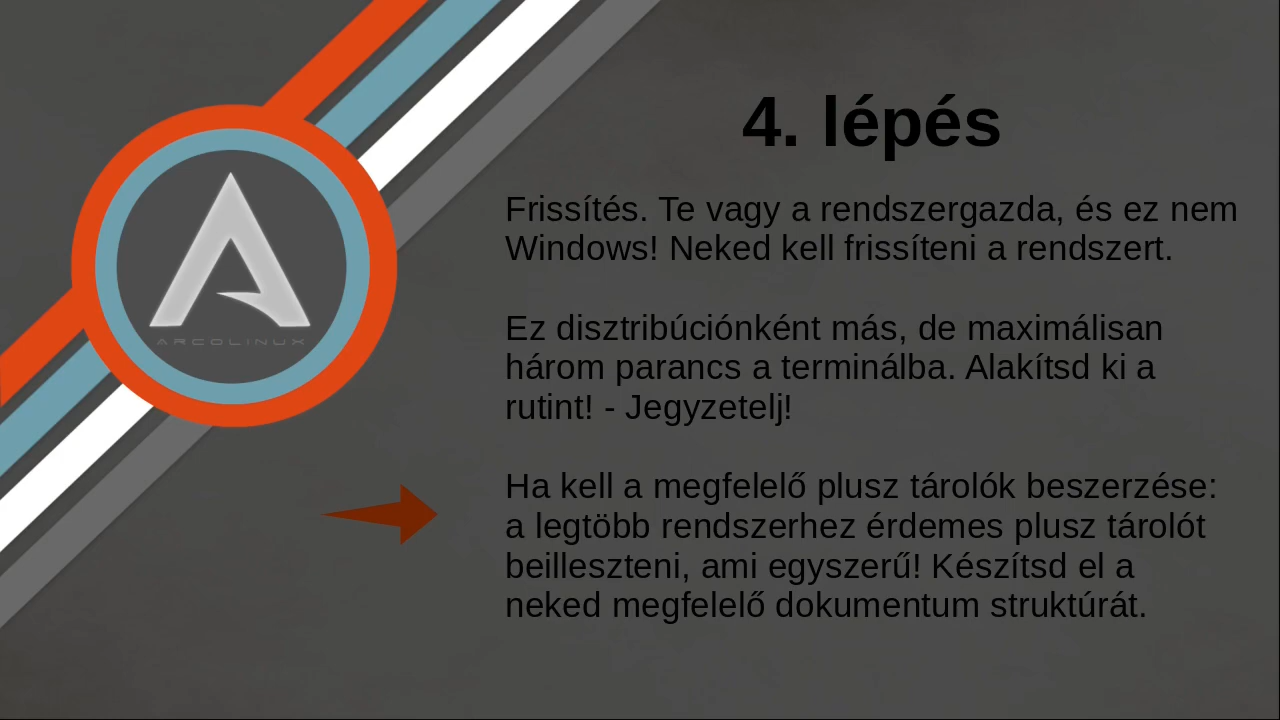 4. lépés
Frissítés. Te vagy a rendszergazda, és ez nem
Windows! Neked kell frissíteni a rendszert.
Ez disztribúciónként más, de maximálisan
három parancs a terminálba. Alakítsd ki a
rutint! - Jegyzetelj!
ARCOLINUX
Ha kell a megfelelő plusz tárolók beszerzése:
a legtöbb rendszerhez érdemes plusz tárolót
beilleszteni, ami egyszerű! Készítsd el a
neked megfelelő dokumentum struktúrát.